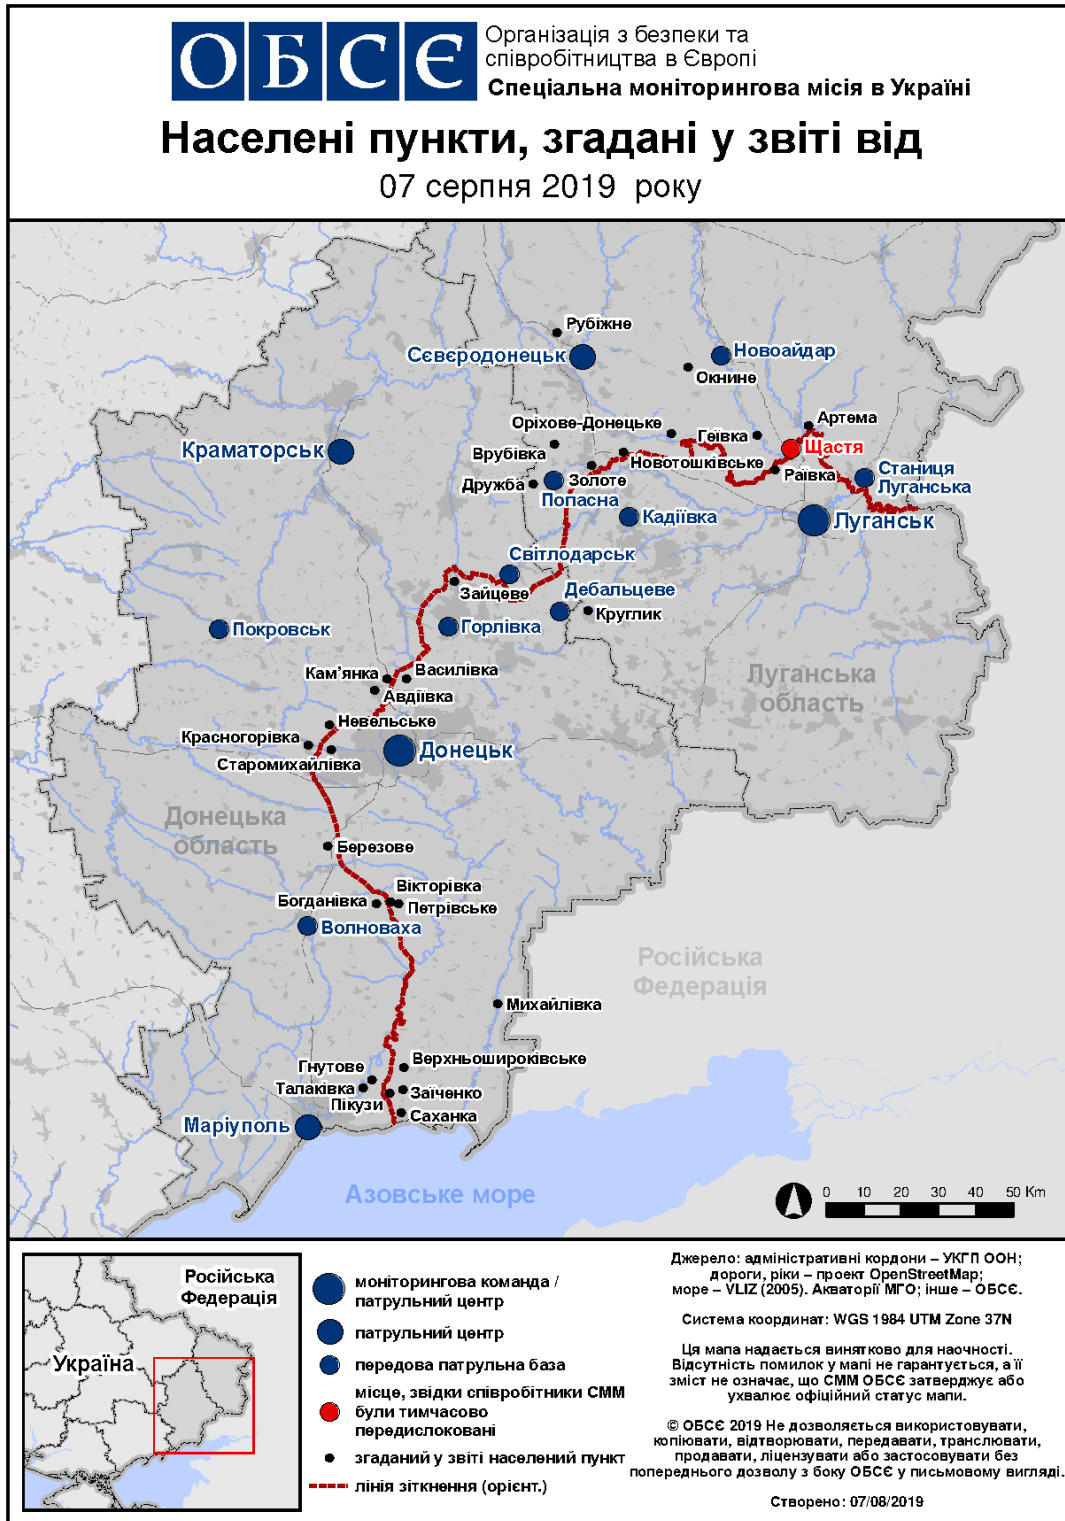 ОБСЄ
Організація з безпеки та
співробітництва в Європі
Спеціальна моніторингова місія в Україні
Населені пункти, згадані у звіті від
07 серпня 2019 року
Рубіжне
Сєвєродонецьк
Новоайдар
Окнине
Артема
Оріхове-Донецьке
Геївка
Щастя
Краматорськ
Врубівка
Новотошківське
Станиця
Луганська
Раївка
Золоте
Дружба
Попасна
Кадіївка
Луганськ
Світлодарськ
Зайцеве
Дебальцеве
Круглик
Горлівка
Покровськ
Василівка
Кам’янка
Авдіївка
Луганська
область
Невельське
Красногорівка
Донецьк
Старомихайлівка
Донецька
область
Березове
Вікторівка
Богданівка
Петрівське
Волноваха
Російська
Федерація
Михайлівка
Верхньошироківське
Гнутове
Талаківка
Заїченко
Пікузи
Саханка
Маріуполь
Азовське море
0 10 20 30 40 50 Km
Російська
Федерація
Україна
моніторингова команда /
патрульний центр
патрульний центр
передова патрульна база
місце, звідки співробітники СММ
були тимчасово
передислоковані
згаданий у звіті населений пункт
лінія зіткнення (орієнт.)
Джерело: адміністративні кордони – УКГП ООН;
дороги, ріки – проект OpenStreetMap;
море – VLIZ (2005). Акваторії МГО; інше – ОБСЄ.
Система координат: WGS 1984 UTM Zone 37N
Ця мапа надається винятково для наочності.
Відсутність помилок у мапі не гарантується, а її
зміст не означає, що СММ ОБСЄ затверджує або
ухвалює офіційний статус мапи.
© ОБСЄ 2019 Не дозволяється використовувати,
копіювати, відтворювати, передавати, транслювати,
продавати, ліцензувати або застосовувати без
попереднього дозволу з боку ОБСЄ у письмовому вигляді.
Створено: 07/08/2019